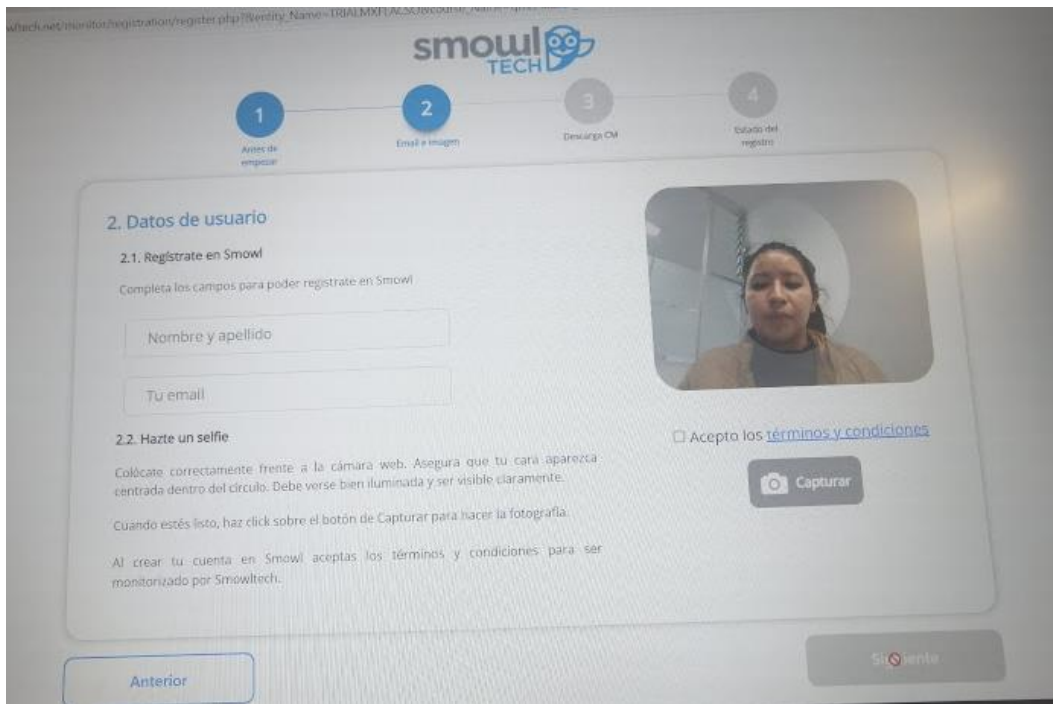 smowl
TECH
1
2
3
4
Antes de
empezar
Email e imagen
Descarga CM
Estado del
registro
2. Datos de usuario
2.1. Regístrate en Smowl
Completa los campos para poder registrate en Smowl
Nombre y apellido
Tu email
2.2. Hazte un selfie
Colócate correctamente frente a la cámara web. Asegura que tu cara aparezca
centrada dentro del círculo. Debe verse bien iluminada y ser visible claramente.
Cuando estés listo, haz click sobre el botón de Capturar para hacer la fotografía.
Al crear tu cuenta en Smowl aceptas los términos y condiciones para ser
monitorizado por Smowltech.
Acepto los términos y condiciones
Capturar
Anterior
Siguiente